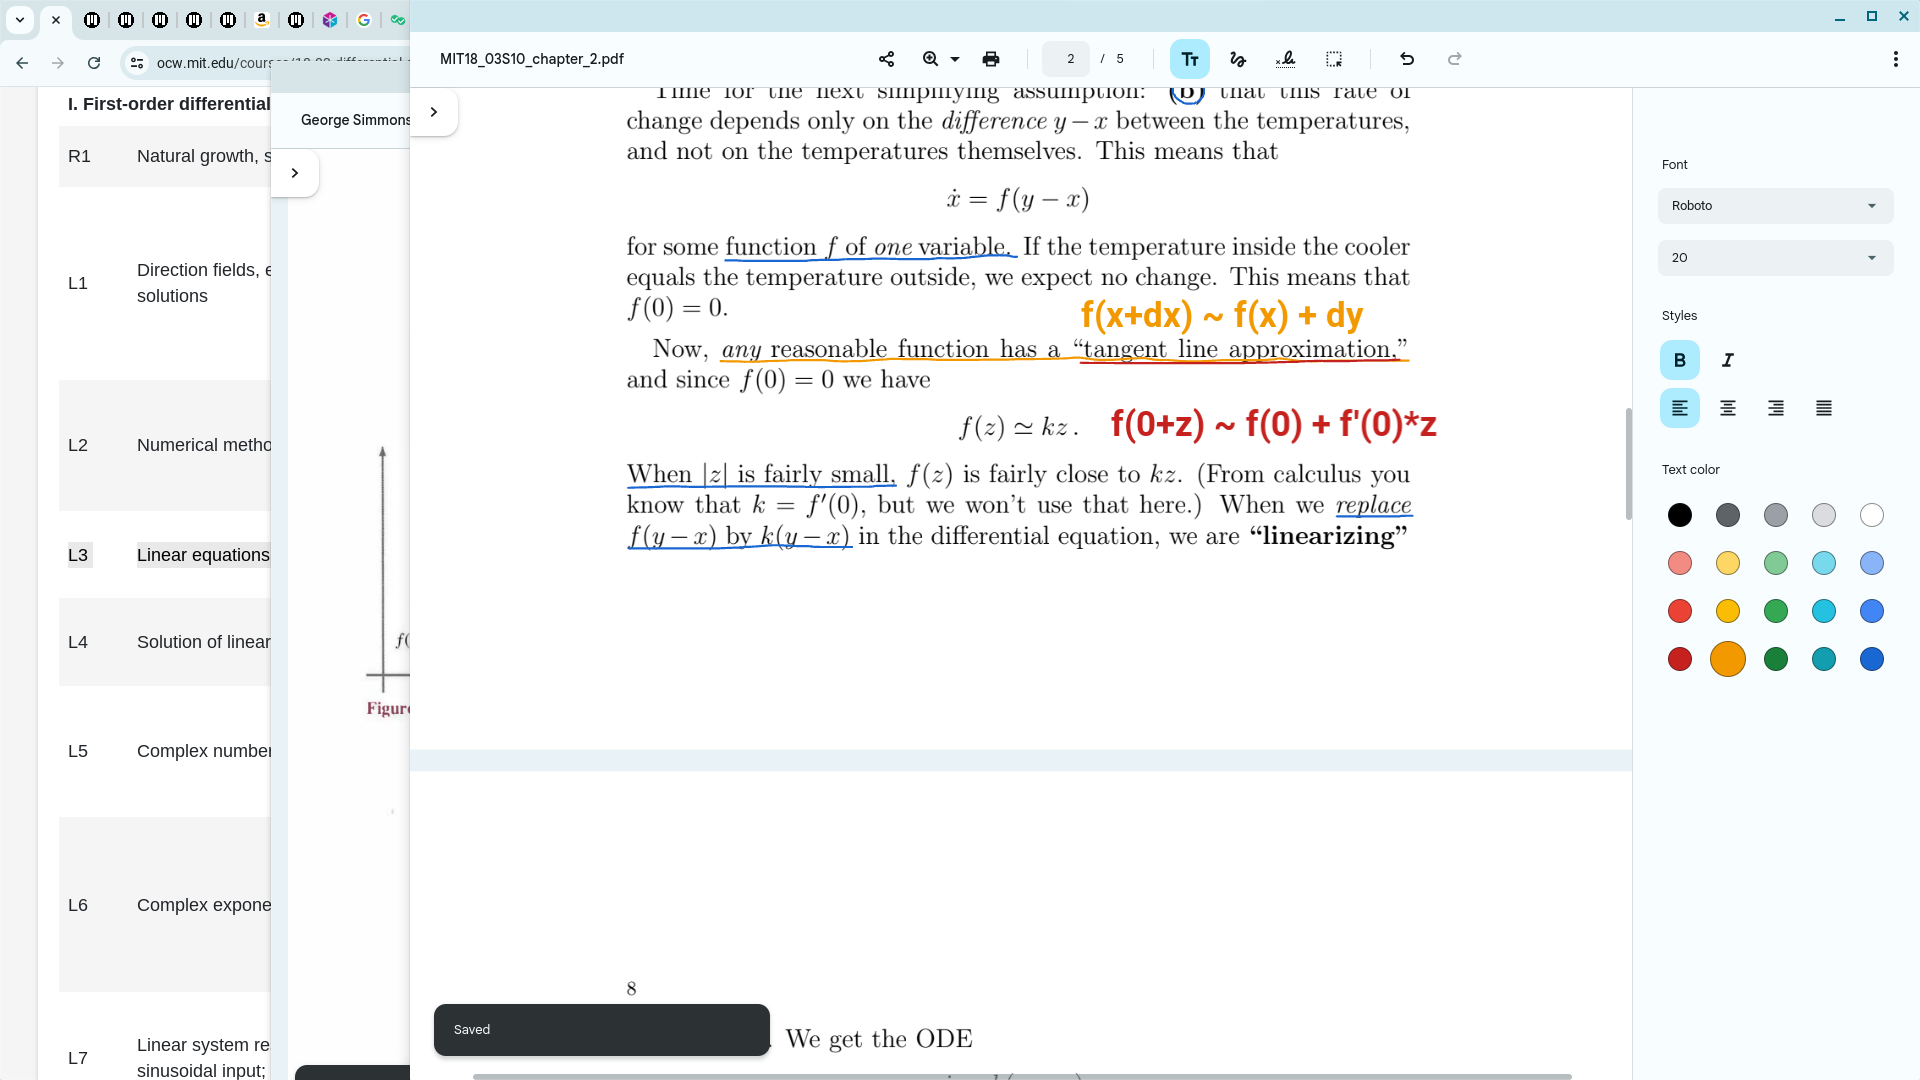 ocw.mit.edu/courses/18-03-differential-
I. First-order differential
R1 Natural growth, s
L1 Direction fields, e
solutions
L2 Numerical metho
L3 Linear equations
L4 Solution of linear
L5 Complex number
L6 Complex expone
L7 Linear system re
sinusoidal input;
George Simmons
f(
Figure
MIT18_03S10_chapter_2.pdf
2 / 5
Time for the next simplifying assumption: (b) that this rate of
change depends only on the difference y − x between the temperatures,
and not on the temperatures themselves. This means that
ẋ = f(y − x)
for some function f of one variable. If the temperature inside the cooler
equals the temperature outside, we expect no change. This means that
f(0) = 0.
f(x+dx) ~ f(x) + dy
Now, any reasonable function has a “tangent line approximation,”
and since f(0) = 0 we have
f(z) ≃ kz. f(0+z) ~ f(0) + f'(0)*z
When |z| is fairly small, f(z) is fairly close to kz. (From calculus you
know that k = f′(0), but we won’t use that here.) When we replace
f(y − x) by k(y − x) in the differential equation, we are “linearizing”
8
We get the ODE
Saved
Font
Roboto
20
Styles
B I
Text color